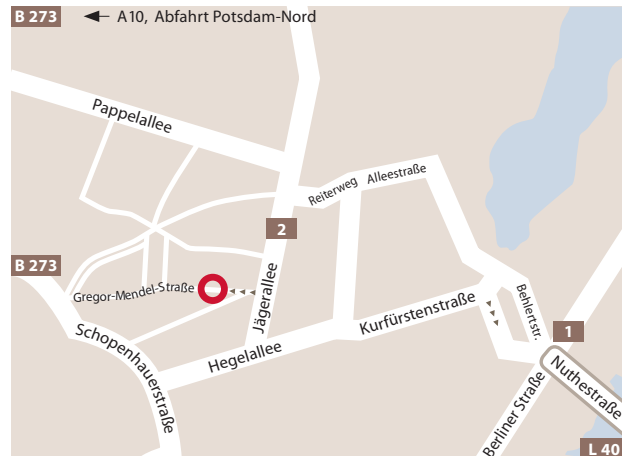 B 273
A10, Abfahrt Potsdam-Nord
Pappelallee
Reiterweg
Alleestraße
2
B 273
Gregor-Mendel-Straße
Jägerallee
Schopenhauerstraße
Hegelallee
Kurfürstenstraße
Behlertstr.
1
Nuthestraße
Berliner Straße
L 40